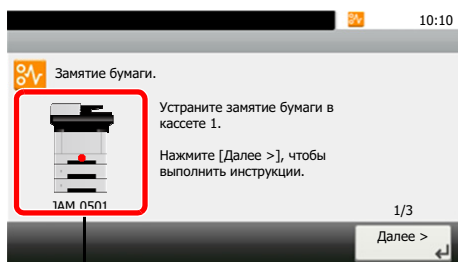 10:10
Замятие бумаги.
Устраните замятие бумаги в
кассете 1.
Нажмите [Далее >], чтобы
выполнить инструкции.
JAM 0501
1/3
Далее >